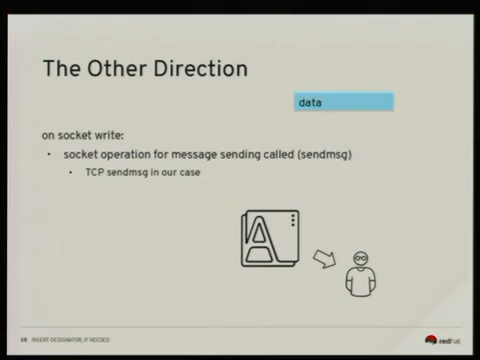 The Other Direction
data
on socket write:
• socket operation for message sending called (sendmsg)
• TCP sendmsg in our case
A
68 INSERT DESIGNATOR, IF NEEDED
redhat